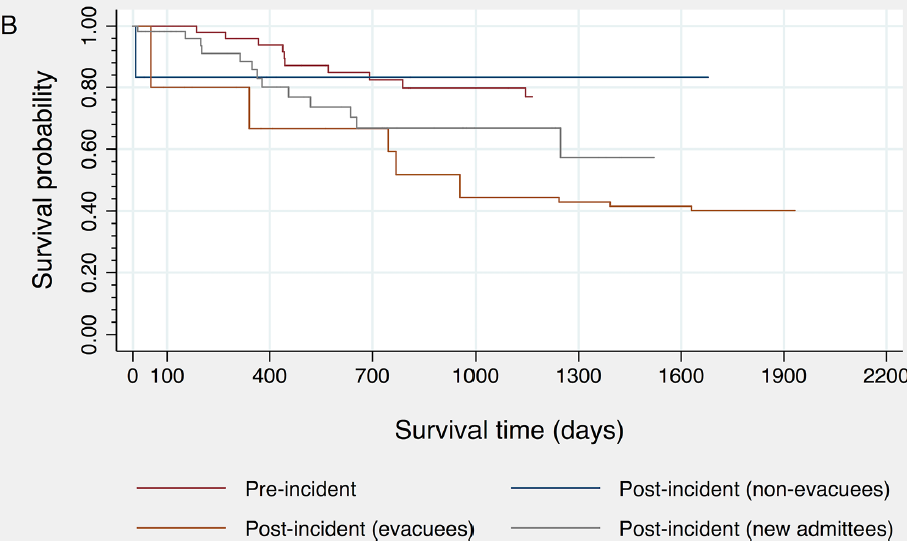 B
Survival probability
1.00
0.80
0.60
0.40
0.20
0.00
0 100 400 700 1000 1300 1600 1900 2200
Survival time (days)
Pre-incident Post-incident (non-evacuees)
Post-incident (evacuees) Post-incident (new admittees)